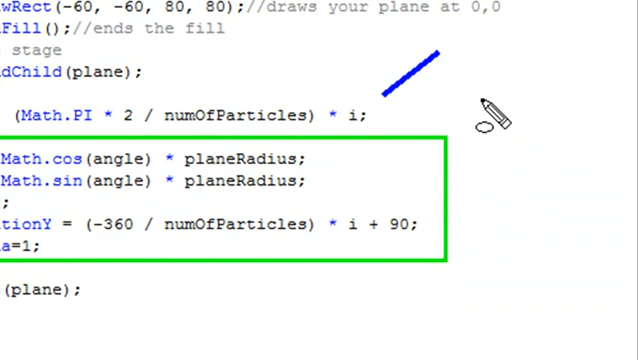 wRect(-60, -60, 80, 80);//draws your plane at 0,0
Fill();//ends the fill
stage
dChild(plane);
(Math.PI * 2 / numOfParticles) * i;
Math.cos(angle) * planeRadius;
Math.sin(angle) * planeRadius;
;
tionY = (-360 / numOfParticles) * i + 90;
a=1;
(plane);